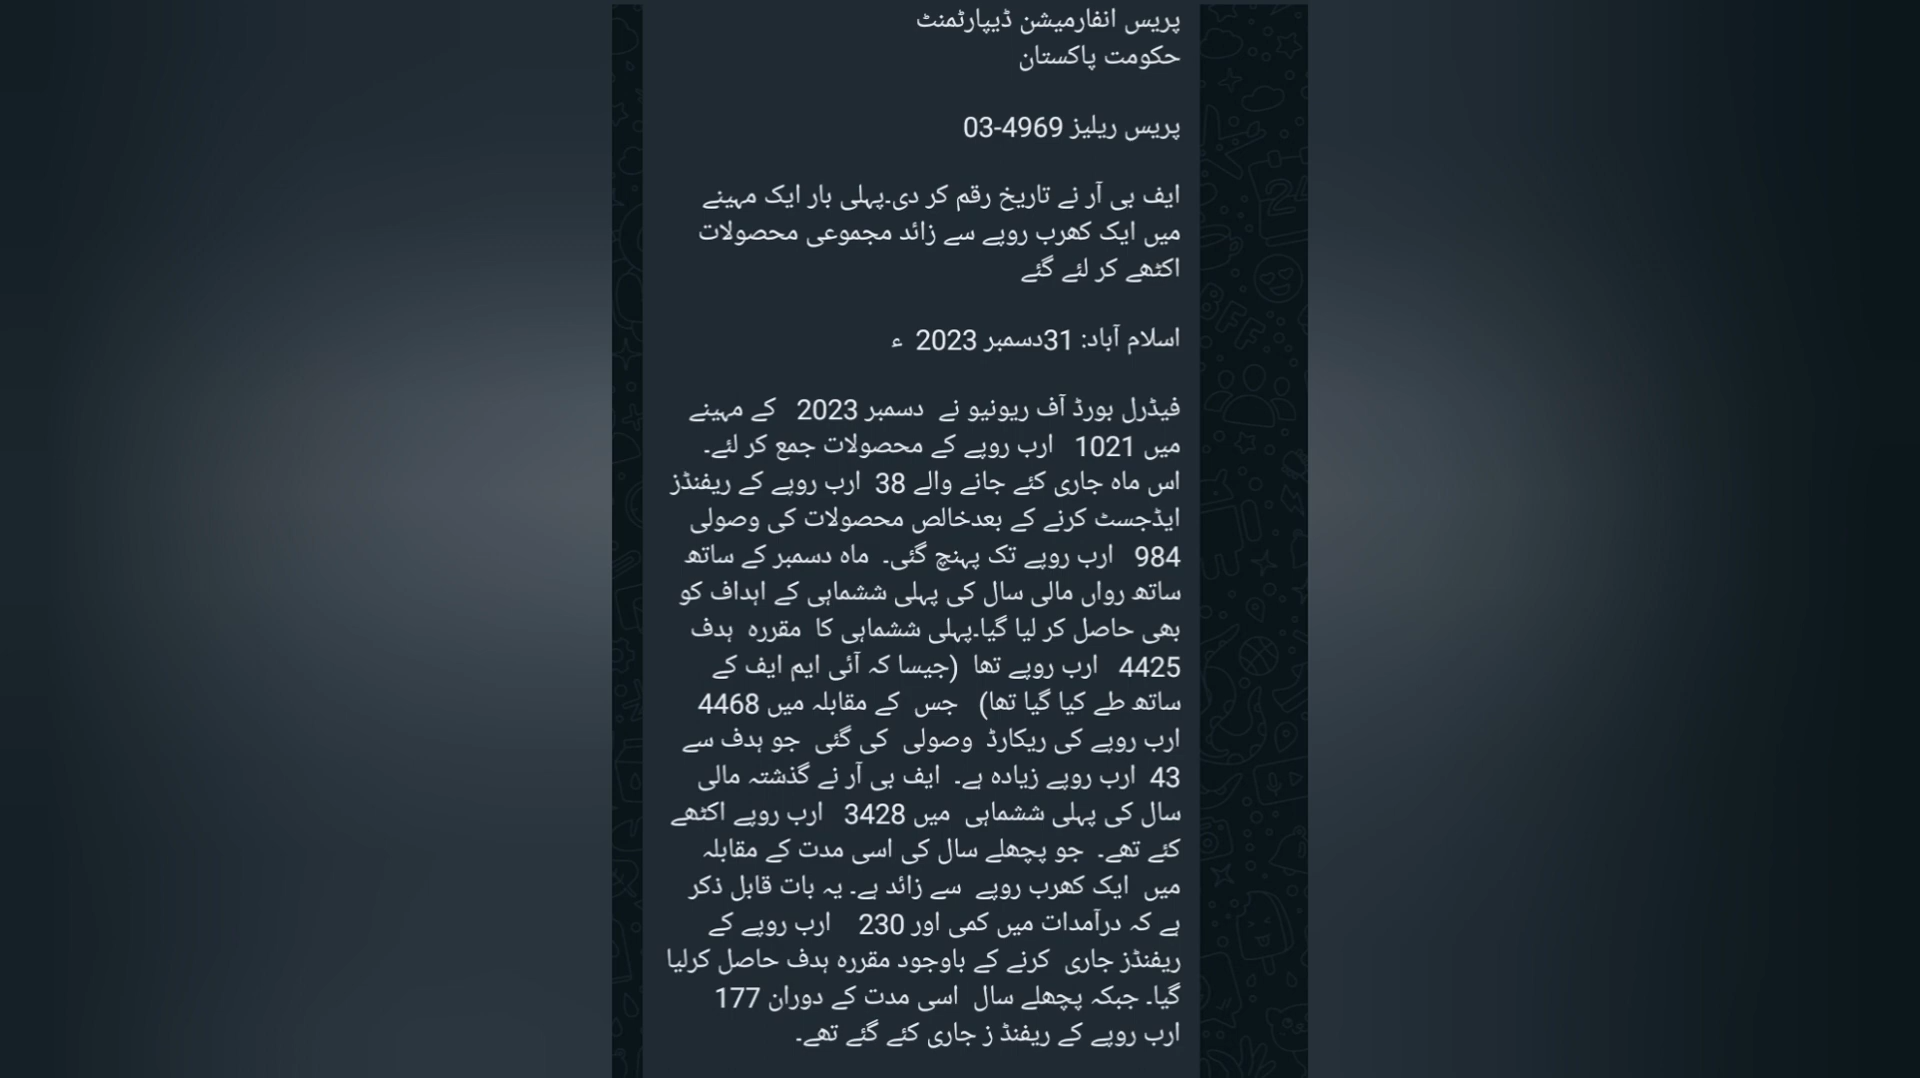 پریس انفارمیشن ڈیپارٹمنٹ
حکومت پاکستان
پریس ریلیز 4969-03
ایف بی آر نے تاریخ رقم کر دی۔پہلی بار ایک مہینے
میں ایک کھرب روپے سے زائد مجموعی محصولات
اکٹھے کر لئے گئے
اسلام آباد: 31دسمبر 2023 ء
فیڈرل بورڈ آف ریونیو نے دسمبر 2023 کے مہینے
میں 1021 ارب روپے کے محصولات جمع کر لئے۔
اس ماہ جاری کئے جانے والے 38 ارب روپے کے ریفنڈز
ایڈجسٹ کرنے کے بعدخالص محصولات کی وصولی
984 ارب روپے تک پہنچ گئی۔ ماہ دسمبر کے ساتھ
ساتھ رواں مالی سال کی پہلی ششماہی کے اہداف کو
بھی حاصل کر لیا گیا۔پہلی ششماہی کا مقررہ ہدف
4425 ارب روپے تھا (جیسا کہ آئی ایم ایف کے
ساتھ طے کیا گیا تھا) جس کے مقابلہ میں 4468
ارب روپے کی ریکارڈ وصولی کی گئی جو ہدف سے
43 ارب روپے زیادہ ہے۔ ایف بی آر نے گذشتہ مالی
سال کی پہلی ششماہی میں 3428 ارب روپے اکٹھے
کئے تھے۔ جو پچھلے سال کی اسی مدت کے مقابلہ
میں ایک کھرب روپے سے زائد ہے۔ یہ بات قابل ذکر
ہے کہ درآمدات میں کمی اور 230 ارب روپے کے
ریفنڈز جاری کرنے کے باوجود مقررہ ہدف حاصل کرلیا
گیا۔ جبکہ پچھلے سال اسی مدت کے دوران 177
ارب روپے کے ریفنڈ ز جاری کئے گئے تھے۔